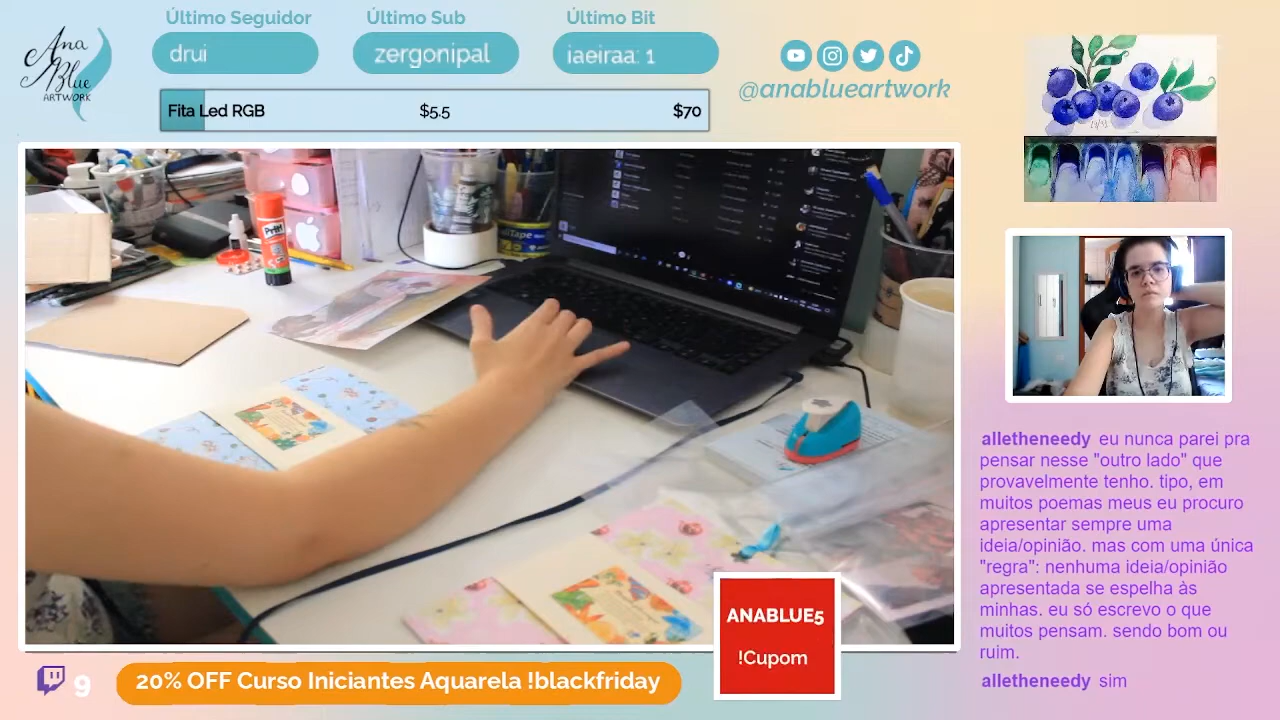 Ana
Blue
ARTWORK
Último Seguidor
drui
Último Sub
zergonipal
Último Bit
iaeiraa: 1
Fita Led RGB
$5.5
$70
@anablueartwork
Pritt
alletheneedy eu nunca parei pra
pensar nesse "outro lado" que
provavelmente tenho. tipo, em
muitos poemas meus eu procuro
apresentar sempre uma
ideia/opinião. mas com uma única
"regra": nenhuma ideia/opinião
apresentada se espelha às
minhas. eu só escrevo o que
muitos pensam. sendo bom ou
ruim.
alletheneedy sim
ANABLUE5
!Cupom
9
20% OFF Curso Iniciantes Aquarela !blackfriday